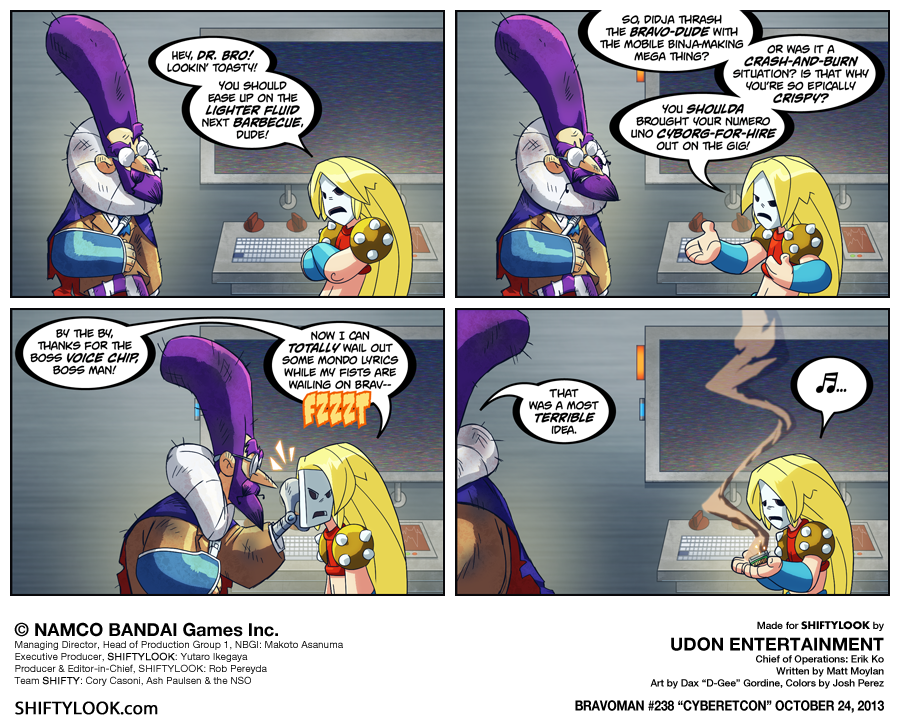 HEY, DR. BRO!
LOOKIN' TOASTY!
YOU SHOULD
EASE UP ON THE
LIGHTER FLUID
NEXT BARBECUE,
DUDE!
SO, DIDJA THRASH
THE BRAVO-DUDE WITH
THE MOBILE BINJA-MAKING
MEGA THING?
OR WAS IT A
CRASH-AND-BURN
SITUATION? IS THAT WHY
YOU'RE SO EPICALLY
CRISPY?
YOU SHOULDA
BROUGHT YOUR NUMERO
UNO CYBORG-FOR-HIRE
OUT ON THE GIG!
BY THE BY,
THANKS FOR THE
BOSS VOICE CHIP,
BOSS MAN!
NOW I CAN
TOTALLY WAIL OUT
SOME MONDO LYRICS
WHILE MY FISTS ARE
WAILING ON BRAV--
FZZZT
THAT
WAS A MOST
TERRIBLE
IDEA.
♫...
© NAMCO BANDAI Games Inc.
Managing Director, Head of Production Group 1, NBGI: Makoto Asanuma
Executive Producer, SHIFTYLOOK: Yutaro Ikegaya
Producer & Editor-in-Chief, SHIFTYLOOK: Rob Pereyda
Team SHIFTY: Cory Casoni, Ash Paulsen & the NSO
SHIFTYLOOK.com
Made for SHIFTYLOOK by
UDON ENTERTAINMENT
Chief of Operations: Erik Ko
Written by Matt Moylan
Art by Dax "D-Gee" Gordine, Colors by Josh Perez
BRAVOMAN #238 "CYBERETCON" OCTOBER 24, 2013